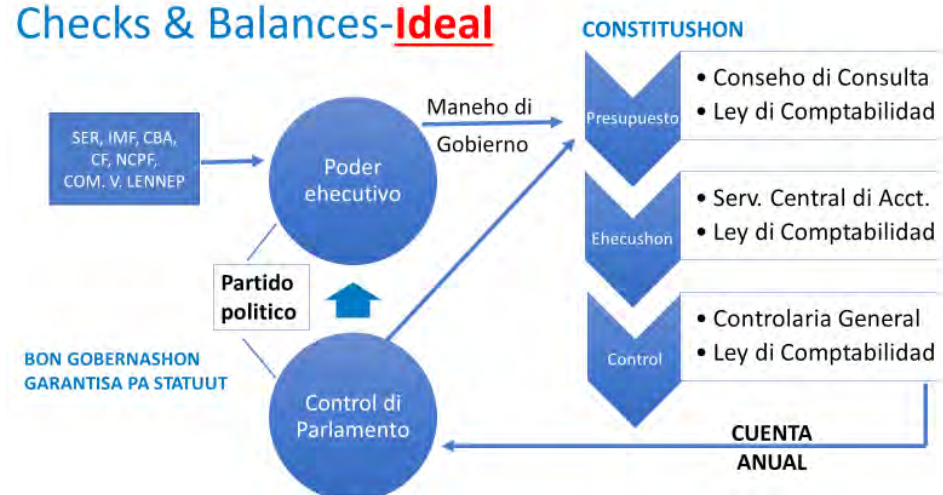 Checks & Balances-Ideal
CONSTITUSHON
SER, IMF, CBA,
CF, NCPF,
COM. V. LENNEP
Poder
ehecutivo
Maneho di
Gobierno
Presupuesto
• Conseho di Consulta
• Ley di Comptabilidad
Ehecushon
• Serv. Central di Acct.
• Ley di Comptabilidad
Partido
politico
Control
• Controlaria General
• Ley di Comptabilidad
BON GOBERNASHON
GARANTISA PA STATUUT
Control di
Parlamento
CUENTA
ANUAL